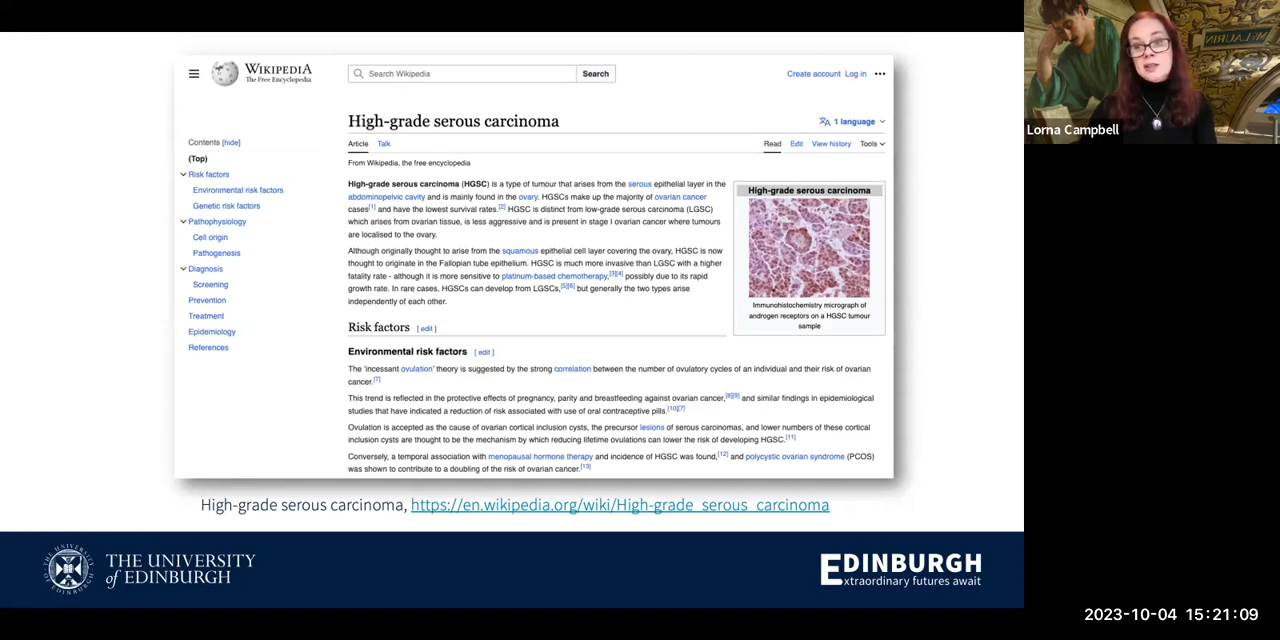 WIKIPEDIA
The Free Encyclopedia
Search Wikipedia
Search
Create account Log in
High-grade serous carcinoma
1 language
Article Talk
Read Edit View history Tools
From Wikipedia, the free encyclopedia
Contents [hide]
(Top)
Risk factors
Environmental risk factors
Genetic risk factors
Pathophysiology
Cell origin
Pathogenesis
Diagnosis
Screening
Prevention
Treatment
Epidemiology
References
High-grade serous carcinoma (HGSC) is a type of tumour that arises from the serous epithelial layer in the
abdominopelvic cavity and is mainly found in the ovary. HGSCs make up the majority of ovarian cancer
cases[1] and have the lowest survival rates.[2] HGSC is distinct from low-grade serous carcinoma (LGSC)
which arises from ovarian tissue, is less aggressive and is present in stage I ovarian cancer where tumours
are localised to the ovary.
Although originally thought to arise from the squamous epithelial cell layer covering the ovary, HGSC is now
thought to originate in the Fallopian tube epithelium. HGSC is much more invasive than LGSC with a higher
fatality rate - although it is more sensitive to platinum-based chemotherapy,[3][4] possibly due to its rapid
growth rate. In rare cases, HGSCs can develop from LGSCs,[5][6] but generally the two types arise
independently of each other.
High-grade serous carcinoma
Immunohistochemistry micrograph of
androgen receptors on a HGSC tumour
sample
Risk factors [ edit ]
Environmental risk factors [ edit ]
The 'incessant ovulation' theory is suggested by the strong correlation between the number of ovulatory cycles of an individual and their risk of ovarian
cancer.[7]
This trend is reflected in the protective effects of pregnancy, parity and breastfeeding against ovarian cancer,[8][9] and similar findings in epidemiological
studies that have indicated a reduction of risk associated with use of oral contraceptive pills.[10][7]
Ovulation is accepted as the cause of ovarian cortical inclusion cysts, the precursor lesions of serous carcinomas, and lower numbers of these cortical
inclusion cysts are thought to be the mechanism by which reducing lifetime ovulations can lower the risk of developing HGSC.[11]
Conversely, a temporal association with menopausal hormone therapy and incidence of HGSC was found,[12] and polycystic ovarian syndrome (PCOS)
was shown to contribute to a doubling of the risk of ovarian cancer.[13]
High-grade serous carcinoma, https://en.wikipedia.org/wiki/High-grade_serous_carcinoma
THE UNIVERSITY
of EDINBURGH
EDINBURGH
Extraordinary futures await
Lorna Campbell
2023-10-04 15:21:09